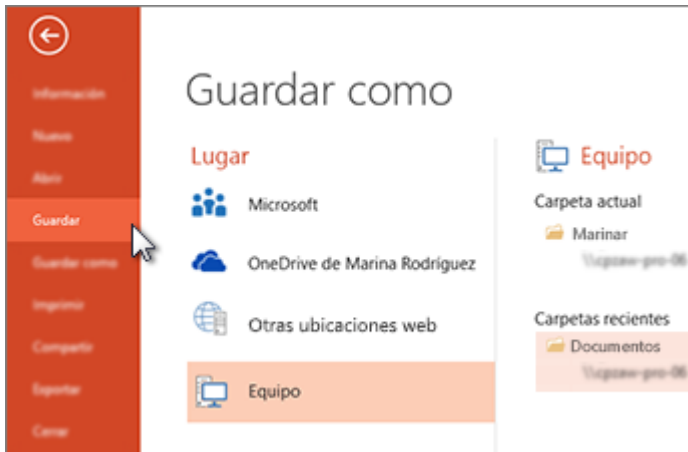 Información
Nuevo
Abrir
Guardar
Guardar como
Imprimir
Compartir
Exportar
Cerrar
Guardar como
Lugar
Microsoft
OneDrive de Marina Rodríguez
Otras ubicaciones web
Equipo
Equipo
Carpeta actual
Marinar
Carpetas recientes
Documentos